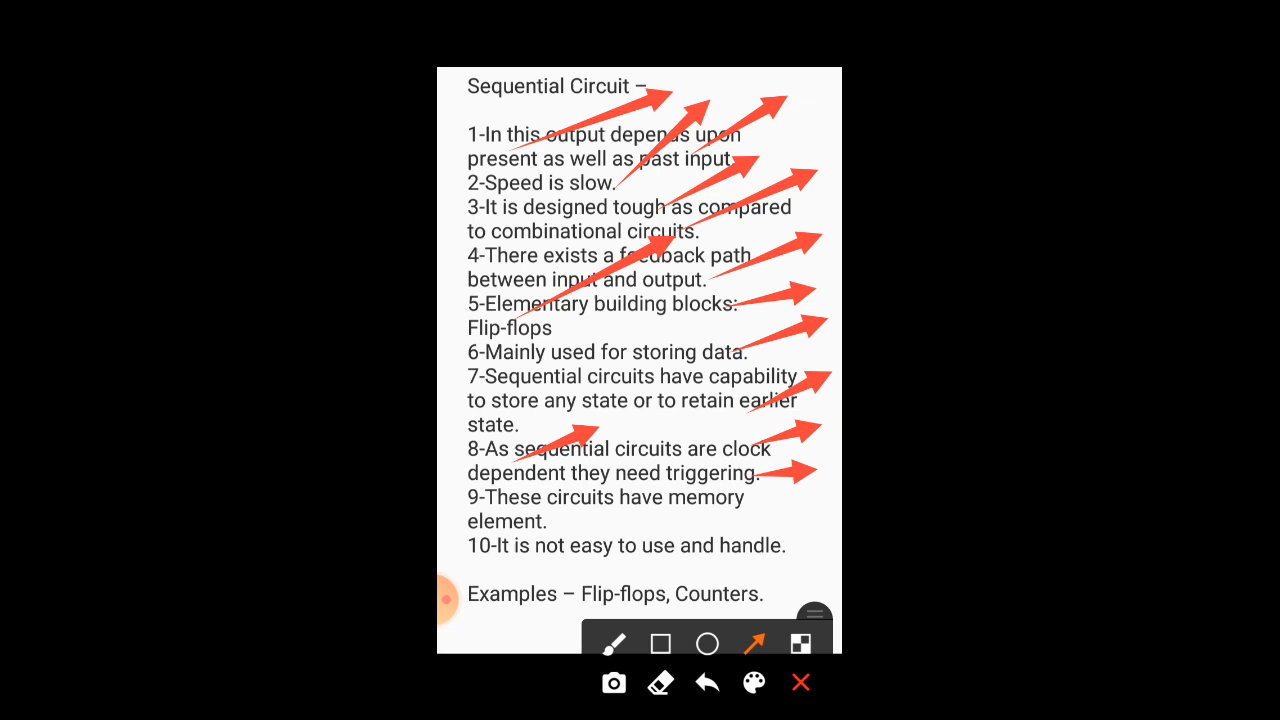 Sequential Circuit –
1-In this output depends upon
present as well as past input.
2-Speed is slow.
3-It is designed tough as compared
to combinational circuits.
4-There exists a feedback path
between input and output.
5-Elementary building blocks:
Flip-flops
6-Mainly used for storing data.
7-Sequential circuits have capability
to store any state or to retain earlier
state.
8-As sequential circuits are clock
dependent they need triggering.
9-These circuits have memory
element.
10-It is not easy to use and handle.
Examples – Flip-flops, Counters.